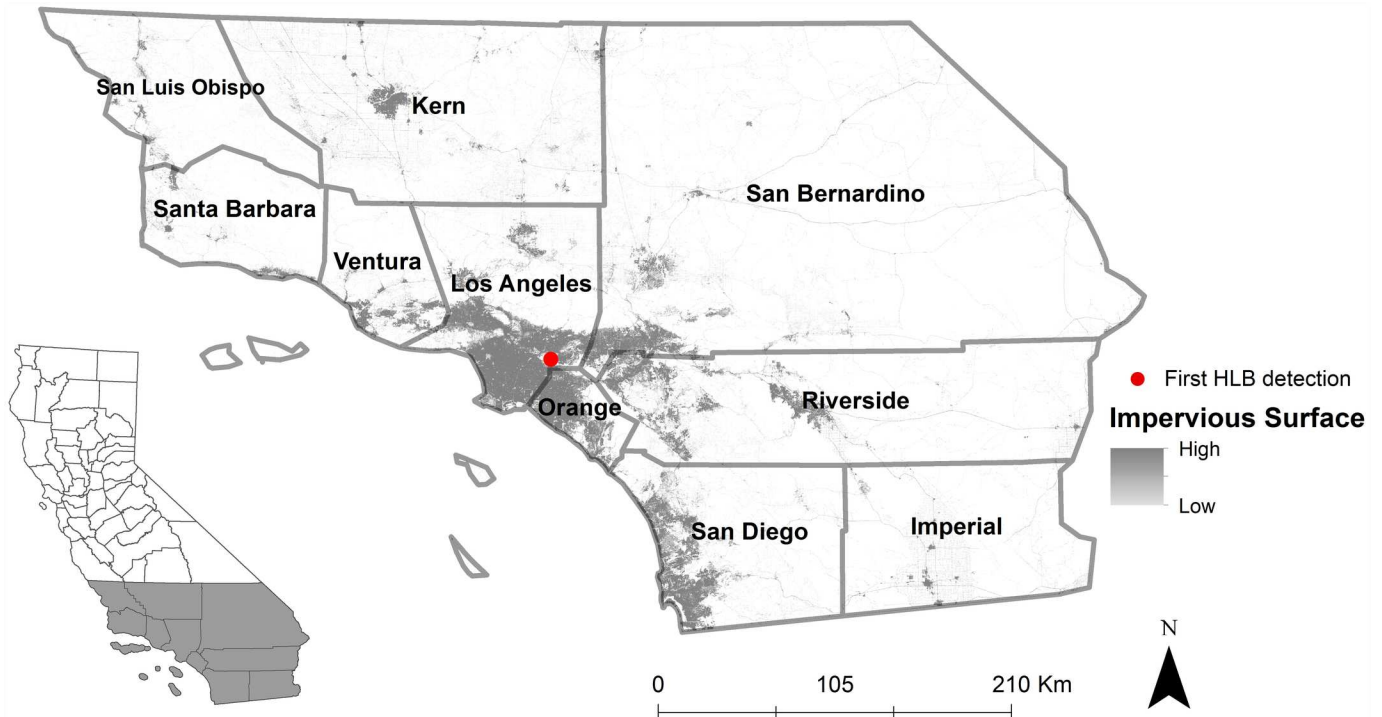 San Luis Obispo
Kern
San Bernardino
Santa Barbara
Ventura
Los Angeles
First HLB detection
Orange
Riverside
Impervious Surface
High
Low
San Diego
Imperial
N
0 105 210 Km